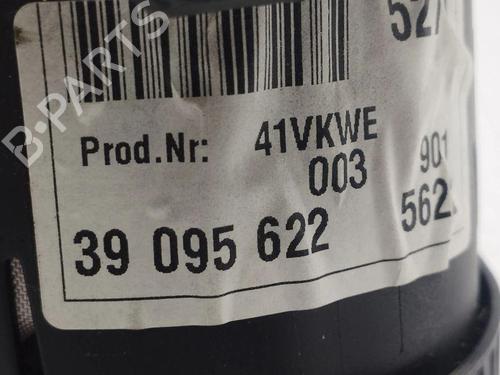 B-PARTS
527
Prod.Nr: 41VKWE
003 901
39 095 622 562